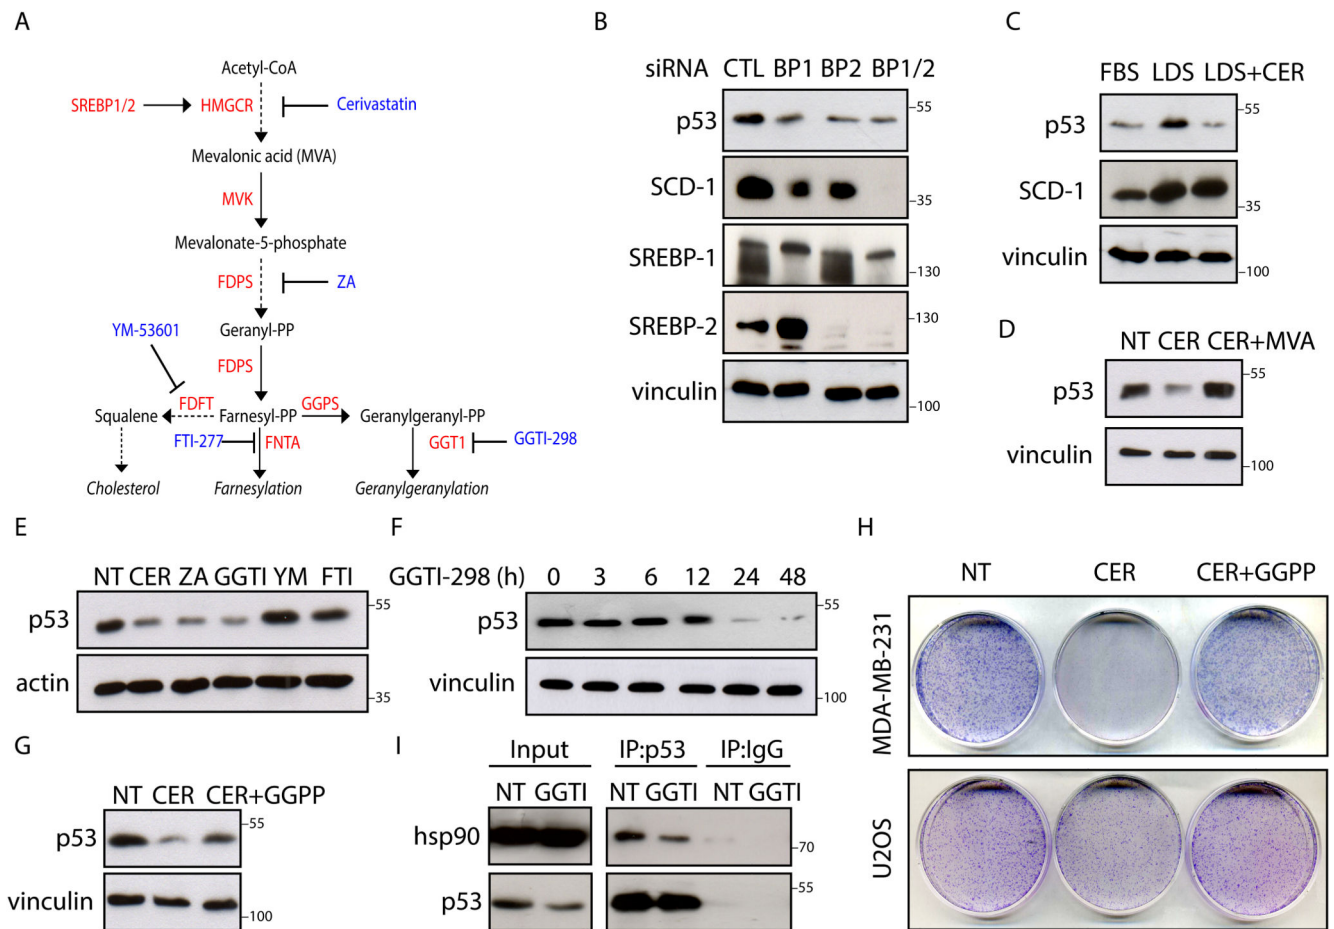 A
Acetyl-CoA
SREBP1/2 HMGCR Cerivastatin
Mevalonic acid (MVA)
MVK
Mevalonate-5-phosphate
FDPS ZA
YM-53601 Geranyl-PP
FDPS
FDFT GGPS
Squalene Farnesyl-PP Geranylgeranyl-PP
FTI-277 FNTA GGT1 GGTI-298
Cholesterol Farnesylation Geranylgeranylation
B
siRNA CTL BP1 BP2 BP1/2
p53 –55
SCD-1 –35
SREBP-1 –130
SREBP-2 –130
vinculin –100
C
FBS LDS LDS+CER
p53 –55
SCD-1 –35
vinculin –100
D
NT CER CER+MVA
p53 –55
vinculin –100
E
NT CER ZA GGTI YM FTI
p53 –55
actin –35
F
GGTI-298 (h) 0 3 6 12 24 48
p53 –55
vinculin –100
G
NT CER CER+GGPP
p53 –55
vinculin –100
H
NT CER CER+GGPP
MDA-MB-231
U2OS
I
Input IP:p53 IP:IgG
NT GGTI NT GGTI NT GGTI
hsp90 –70
p53 –55